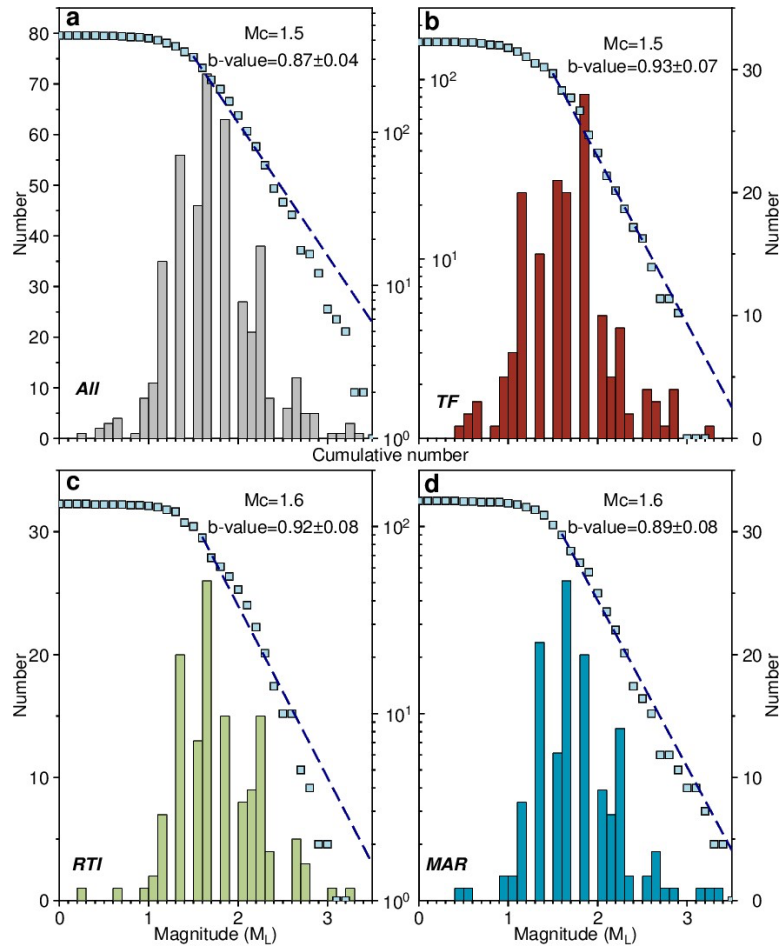 a
Mc=1.5
b-value=0.87±0.04
80
70
60
50
40
30
20
10
0
Number
10²
10¹
10⁰
All
b
Mc=1.5
b-value=0.93±0.07
10²
10¹
30
20
10
0
Number
TF
Cumulative number
c
Mc=1.6
b-value=0.92±0.08
30
20
10
0
Number
10²
10¹
10⁰
RTI
0 1 2 3
Magnitude (M_L)
d
Mc=1.6
b-value=0.89±0.08
30
20
10
0
Number
MAR
0 1 2 3
Magnitude (M_L)